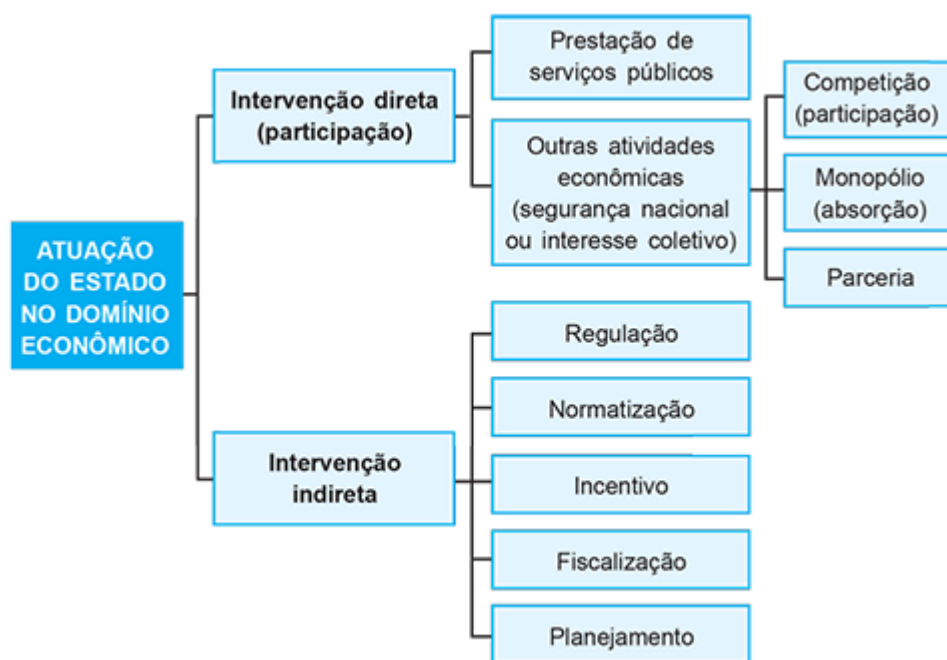 ATUAÇÃO
DO ESTADO
NO DOMÍNIO
ECONÔMICO
Intervenção direta
(participação)
Prestação de
serviços públicos
Outras atividades
econômicas
(segurança nacional
ou interesse coletivo)
Competição
(participação)
Monopólio
(absorção)
Parceria
Intervenção
indireta
Regulação
Normatização
Incentivo
Fiscalização
Planejamento